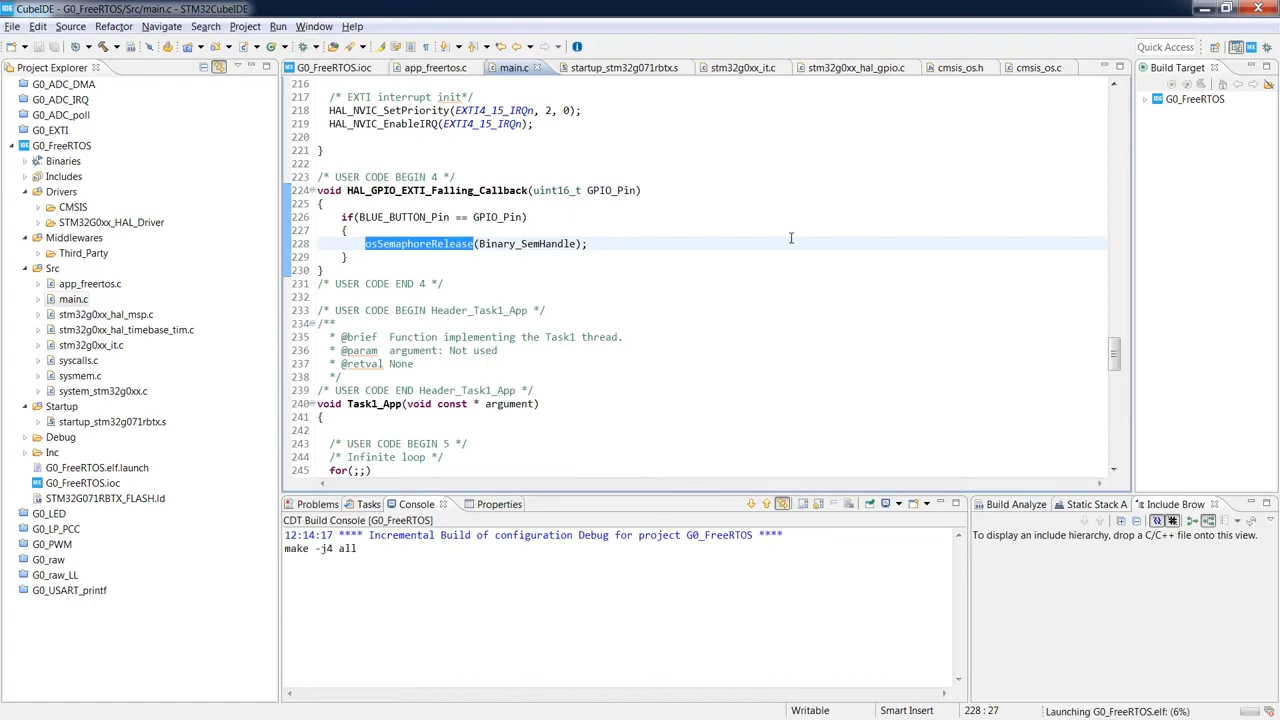 CubeIDE - G0_FreeRTOS/Src/main.c - STM32CubeIDE
File Edit Source Refactor Navigate Search Project Run Window Help
Quick Access
Project Explorer
G0_ADC_DMA
G0_ADC_IRQ
G0_ADC_poll
G0_EXTI
G0_FreeRTOS
Binaries
Includes
Drivers
CMSIS
STM32G0xx_HAL_Driver
Middlewares
Third_Party
Src
app_freertos.c
main.c
stm32g0xx_hal_msp.c
stm32g0xx_hal_timebase_tim.c
stm32g0xx_it.c
syscalls.c
sysmem.c
system_stm32g0xx.c
Startup
startup_stm32g071rbtx.s
Debug
Inc
G0_FreeRTOS.elf.launch
G0_FreeRTOS.ioc
STM32G071RBTX_FLASH.ld
G0_LED
G0_LP_PCC
G0_PWM
G0_raw
G0_raw_LL
G0_USART_printf
G0_FreeRTOS.ioc app_freertos.c main.c startup_stm32g071rbtx.s stm32g0xx_it.c stm32g0xx_hal_gpio.c cmsis_os.h cmsis_os.c
216
217 /* EXTI interrupt init*/
218 HAL_NVIC_SetPriority(EXTI4_15_IRQn, 2, 0);
219 HAL_NVIC_EnableIRQ(EXTI4_15_IRQn);
220
221 }
222
223 /* USER CODE BEGIN 4 */
224 void HAL_GPIO_EXTI_Falling_Callback(uint16_t GPIO_Pin)
225 {
226 if(BLUE_BUTTON_Pin == GPIO_Pin)
227 {
228 osSemaphoreRelease(Binary_SemHandle);
229 }
230 }
231 /* USER CODE END 4 */
232
233 /* USER CODE BEGIN Header_Task1_App */
234 /**
235 * @brief Function implementing the Task1 thread.
236 * @param argument: Not used
237 * @retval None
238 */
239 /* USER CODE END Header_Task1_App */
240 void Task1_App(void const * argument)
241 {
242
243 /* USER CODE BEGIN 5 */
244 /* Infinite loop */
245 for(;;)
Build Target
G0_FreeRTOS
Problems Tasks Console Properties
CDT Build Console [G0_FreeRTOS]
12:14:17 **** Incremental Build of configuration Debug for project G0_FreeRTOS ****
make -j4 all
Build Analyze Static Stack A Include Brow
To display an include hierarchy, drop a C/C++ file onto this view.
Writable Smart Insert 228 : 27 Launching G0_FreeRTOS.elf: (6%)